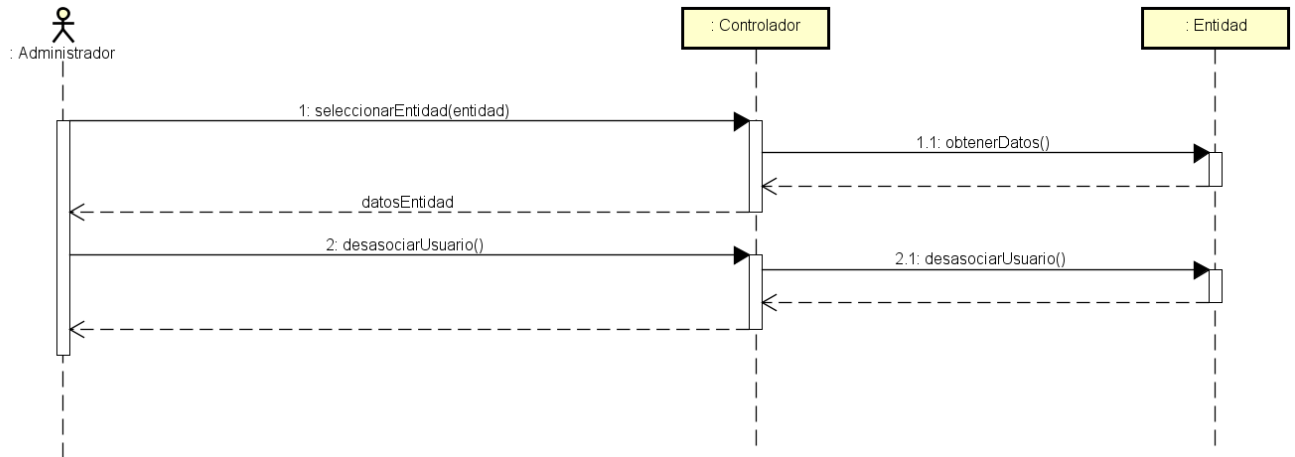 : Administrador
: Controlador
: Entidad
1: seleccionarEntidad(entidad)
1.1: obtenerDatos()
datosEntidad
2: desasociarUsuario()
2.1: desasociarUsuario()